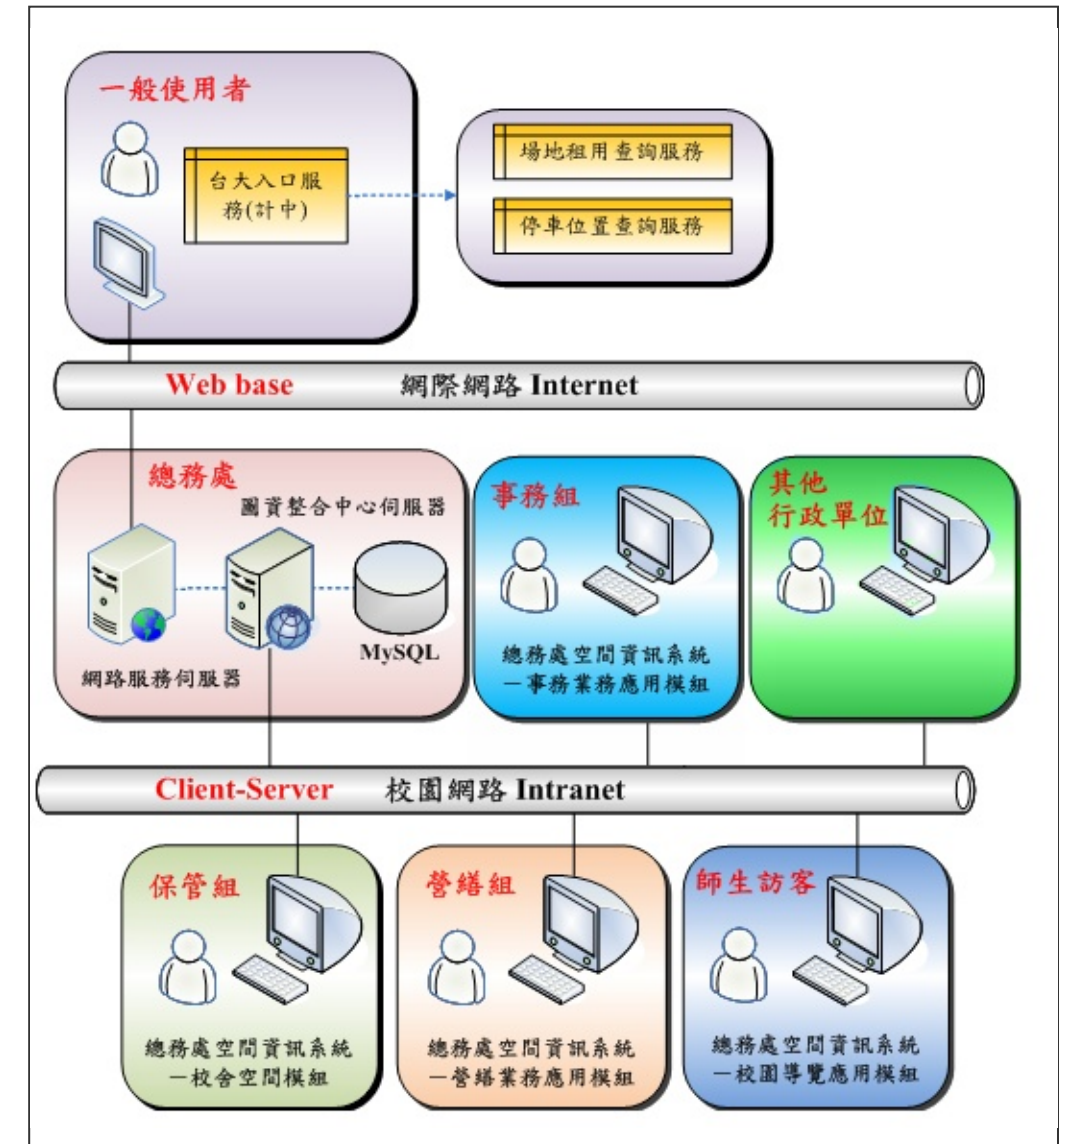 一般使用者
台大入口服
務(計中)
場地租用查詢服務
停車位置查詢服務
Web base 網際網路 Internet
總務處
圖資整合中心伺服器
MySQL
網路服務伺服器
事務組
總務處空間資訊系統
－事務業務應用模組
其他
行政單位
Client-Server 校園網路 Intranet
保管組
總務處空間資訊系統
－校舍空間模組
營繕組
總務處空間資訊系統
－營繕業務應用模組
師生訪客
總務處空間資訊系統
－校園導覽應用模組